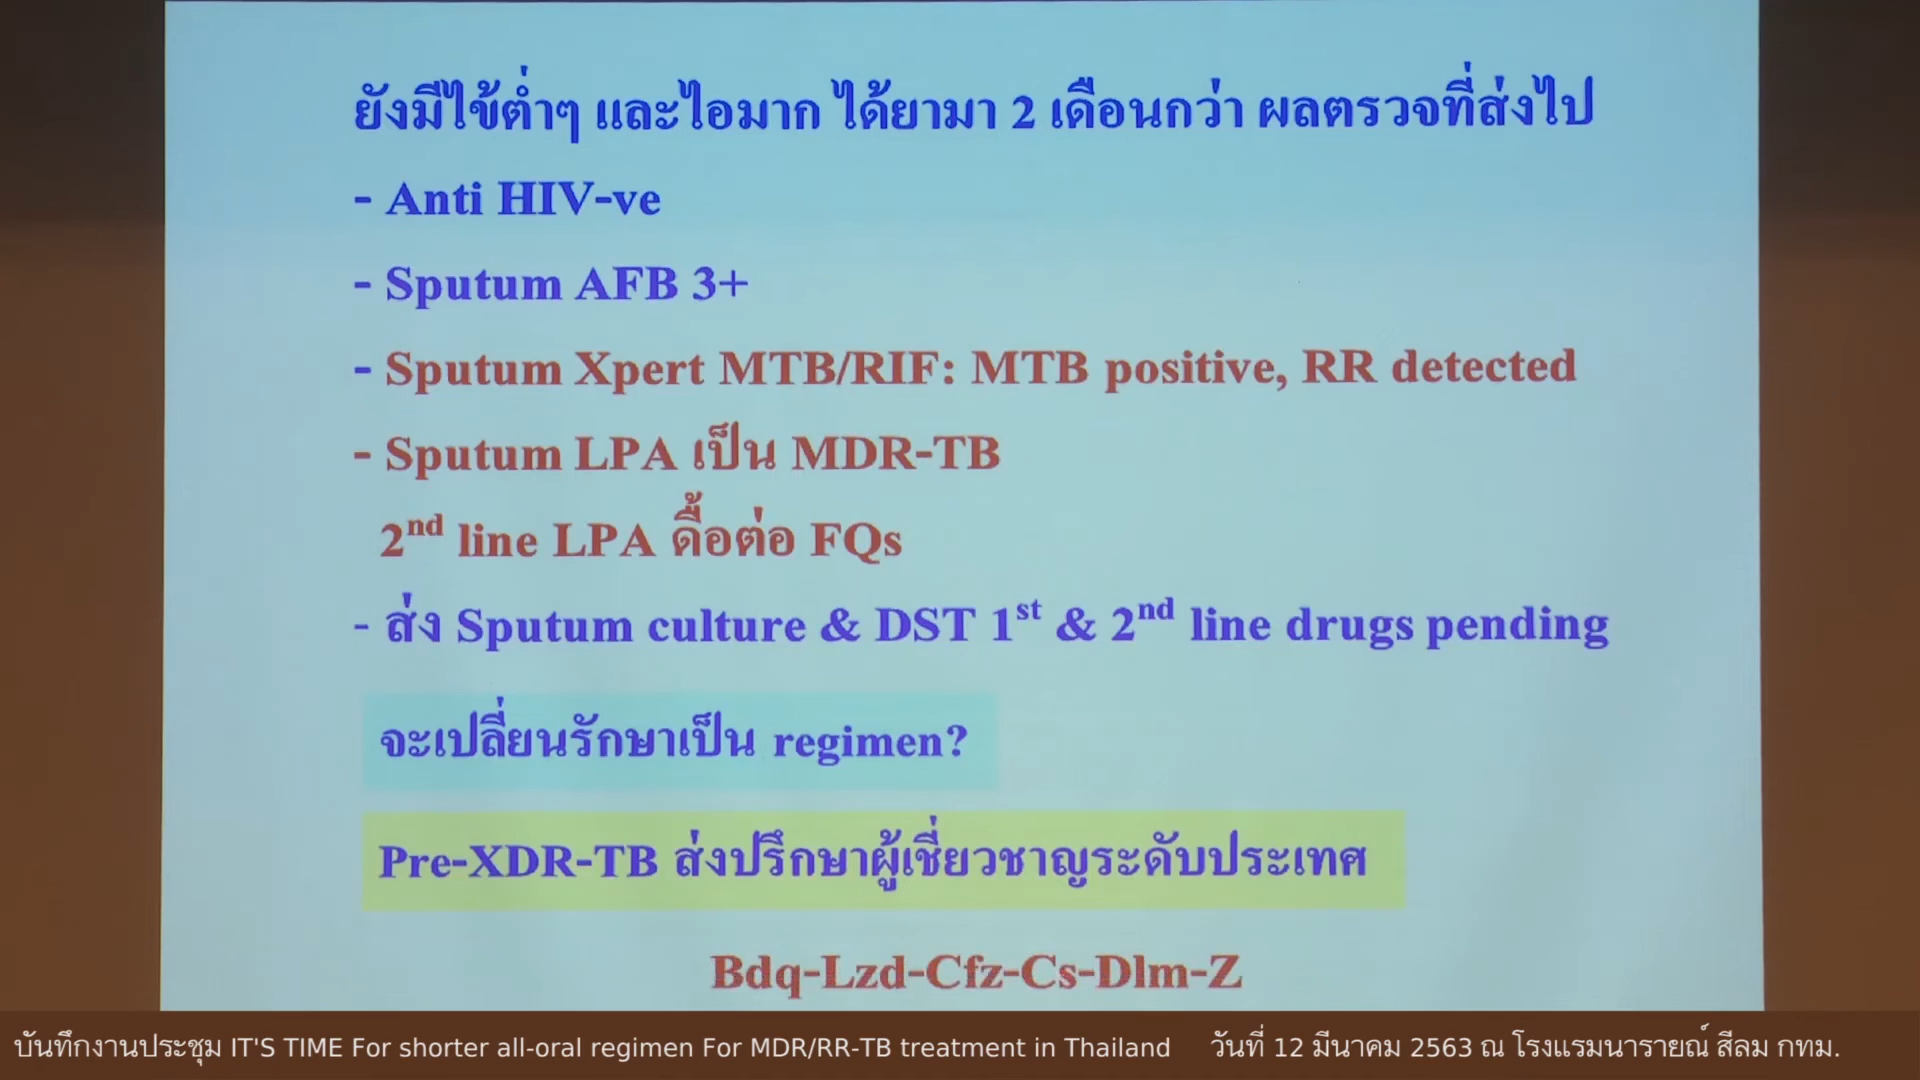 ยังมีไข้ต่ำๆ และไอมาก ได้ยามา 2 เดือนกว่า ผลตรวจที่ส่งไป
- Anti HIV-ve
- Sputum AFB 3+
- Sputum Xpert MTB/RIF: MTB positive, RR detected
- Sputum LPA เป็น MDR-TB
2nd line LPA ดื้อต่อ FQs
- ส่ง Sputum culture & DST 1st & 2nd line drugs pending
จะเปลี่ยนรักษาเป็น regimen?
Pre-XDR-TB ส่งปรึกษาผู้เชี่ยวชาญระดับประเทศ
Bdq-Lzd-Cfz-Cs-Dlm-Z
บันทึกงานประชุม IT'S TIME For shorter all-oral regimen For MDR/RR-TB treatment in Thailand วันที่ 12 มีนาคม 2563 ณ โรงแรมนารายณ์ สีลม กทม.